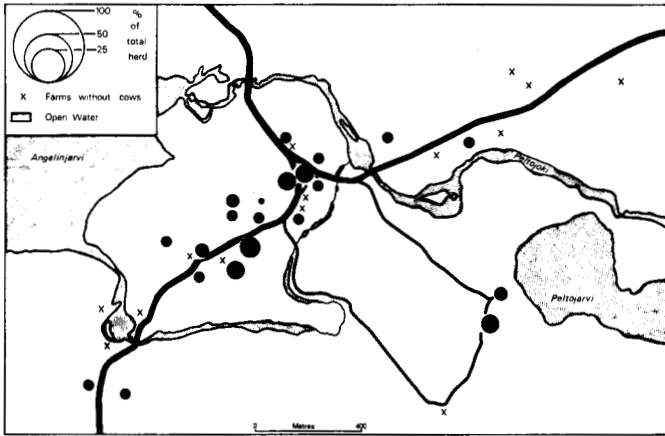 100
%
of
total
herd
50
25
x Farms without cows
Open Water
Angelinjarvi
Peltojoki
Peltojarvi
0 Metres 400